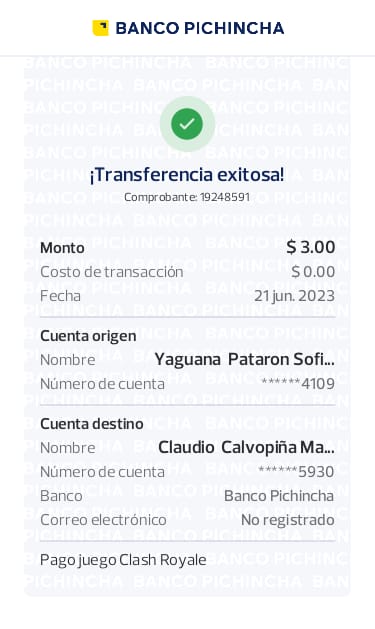 BANCO PICHINCHA
¡Transferencia exitosa!
Comprobante: 19248591
Monto $ 3.00
Costo de transacción $ 0.00
Fecha 21 jun. 2023
Cuenta origen
Nombre Yaguana Pataron Sofi...
Número de cuenta ******4109
Cuenta destino
Nombre Claudio Calvopiña Ma...
Número de cuenta ******5930
Banco Banco Pichincha
Correo electrónico No registrado
Pago juego Clash Royale